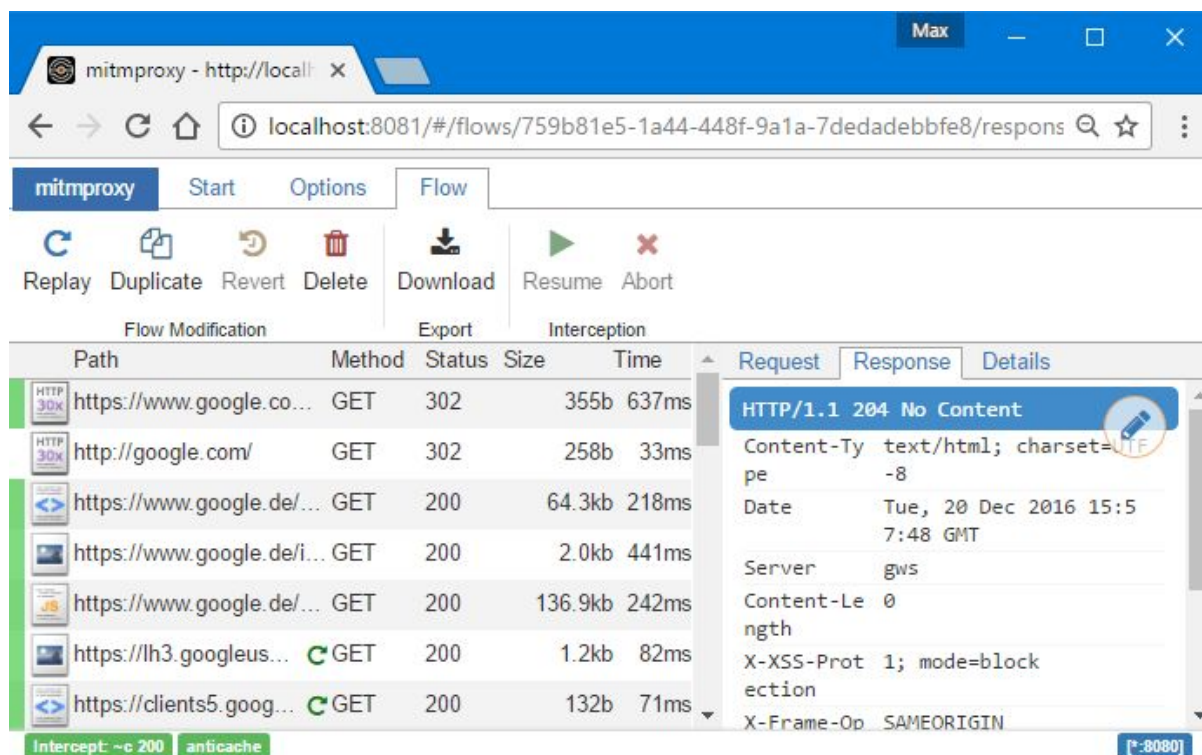 Max
mitmproxy - http://localh
localhost:8081/#/flows/759b81e5-1a44-448f-9a1a-7dedadebbfe8/respons
mitmproxy Start Options Flow
Replay Duplicate Revert Delete Download Resume Abort
Flow Modification Export Interception
Path Method Status Size Time
HTTP 30x https://www.google.co... GET 302 355b 637ms
HTTP 30x http://google.com/ GET 302 258b 33ms
<> https://www.google.de/... GET 200 64.3kb 218ms
https://www.google.de/i... GET 200 2.0kb 441ms
JS https://www.google.de/... GET 200 136.9kb 242ms
https://lh3.googleus... GET 200 1.2kb 82ms
<> https://clients5.goog... GET 200 132b 71ms
Request Response Details
HTTP/1.1 204 No Content
Content-Ty text/html; charset=UTF
pe -8
Date Tue, 20 Dec 2016 15:5
7:48 GMT
Server gws
Content-Le 0
ngth
X-XSS-Prot 1; mode=block
ection
X-Frame-Op SAMEORIGIN
Intercept: ~c 200 anticache [*:8080]